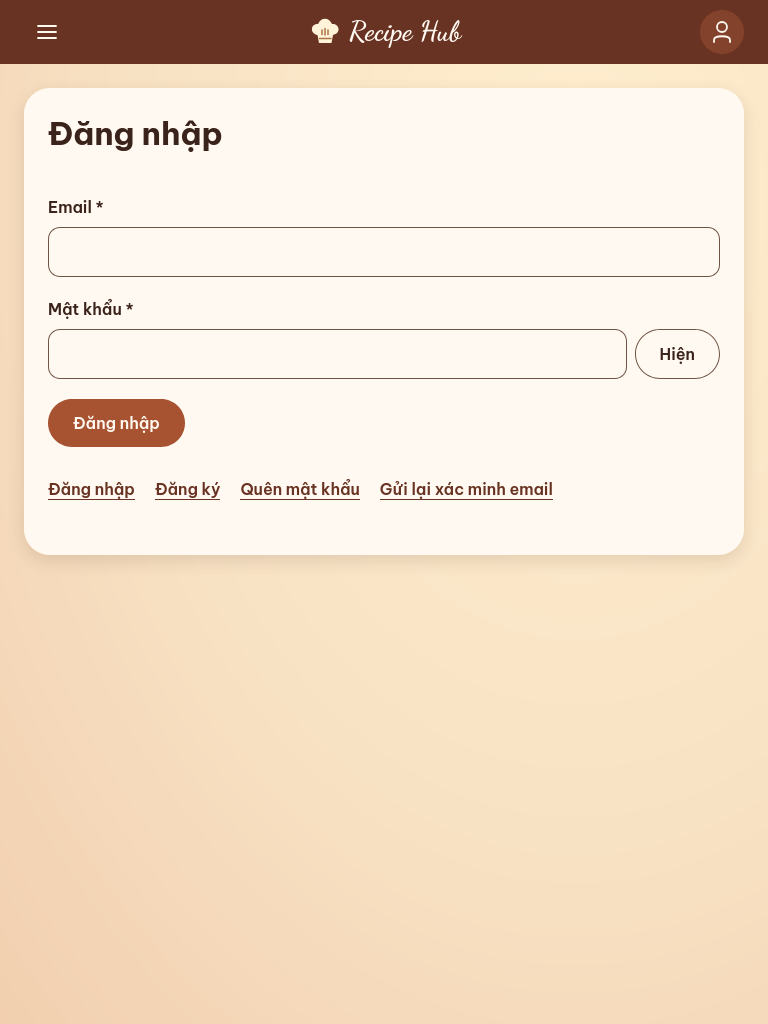 Recipe Hub
Đăng nhập
Email *
Mật khẩu *
Hiện
Đăng nhập
Đăng nhập Đăng ký Quên mật khẩu Gửi lại xác minh email